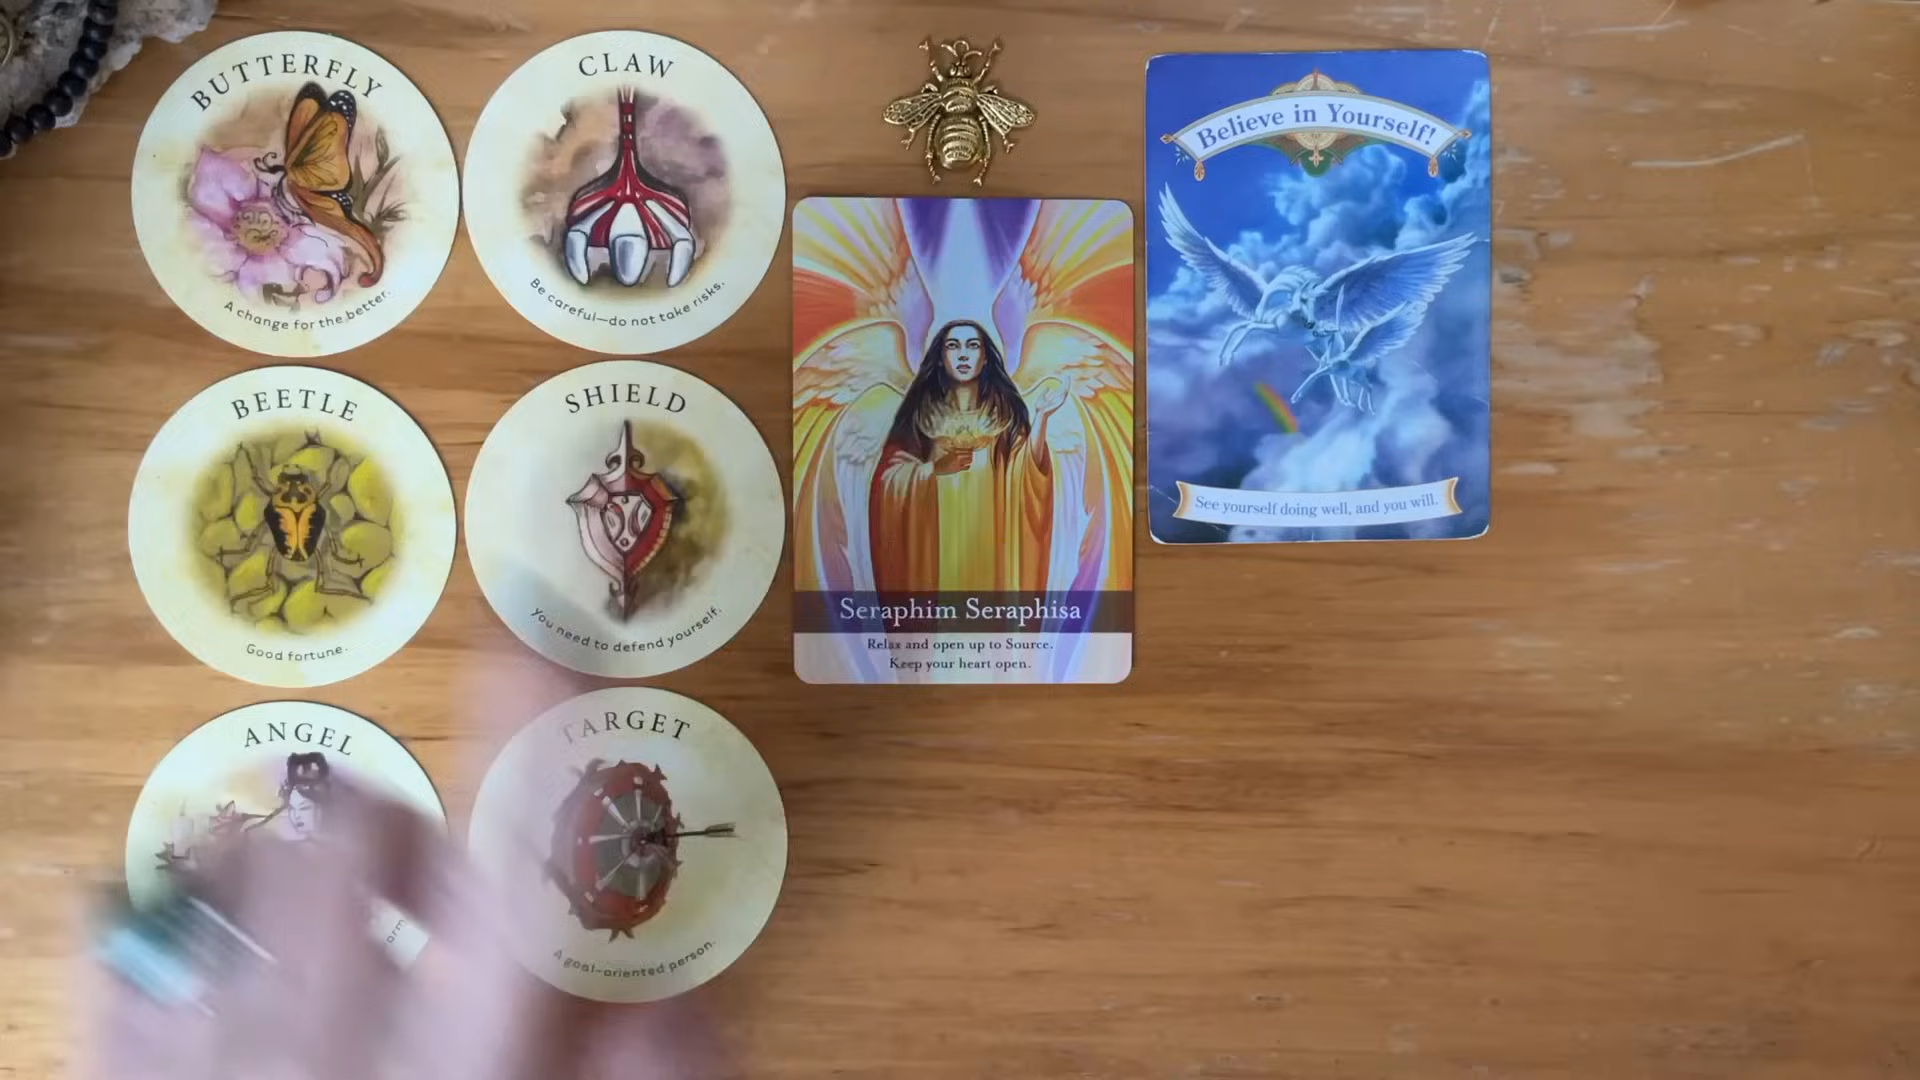 BUTTERFLY
A change for the better.
CLAW
Be careful—do not take risks.
BEETLE
Good fortune.
SHIELD
You need to defend yourself.
ANGEL
TARGET
A goal-oriented person.
Seraphim Seraphisa
Relax and open up to Source.
Keep your heart open.
Believe in Yourself!
See yourself doing well, and you will.